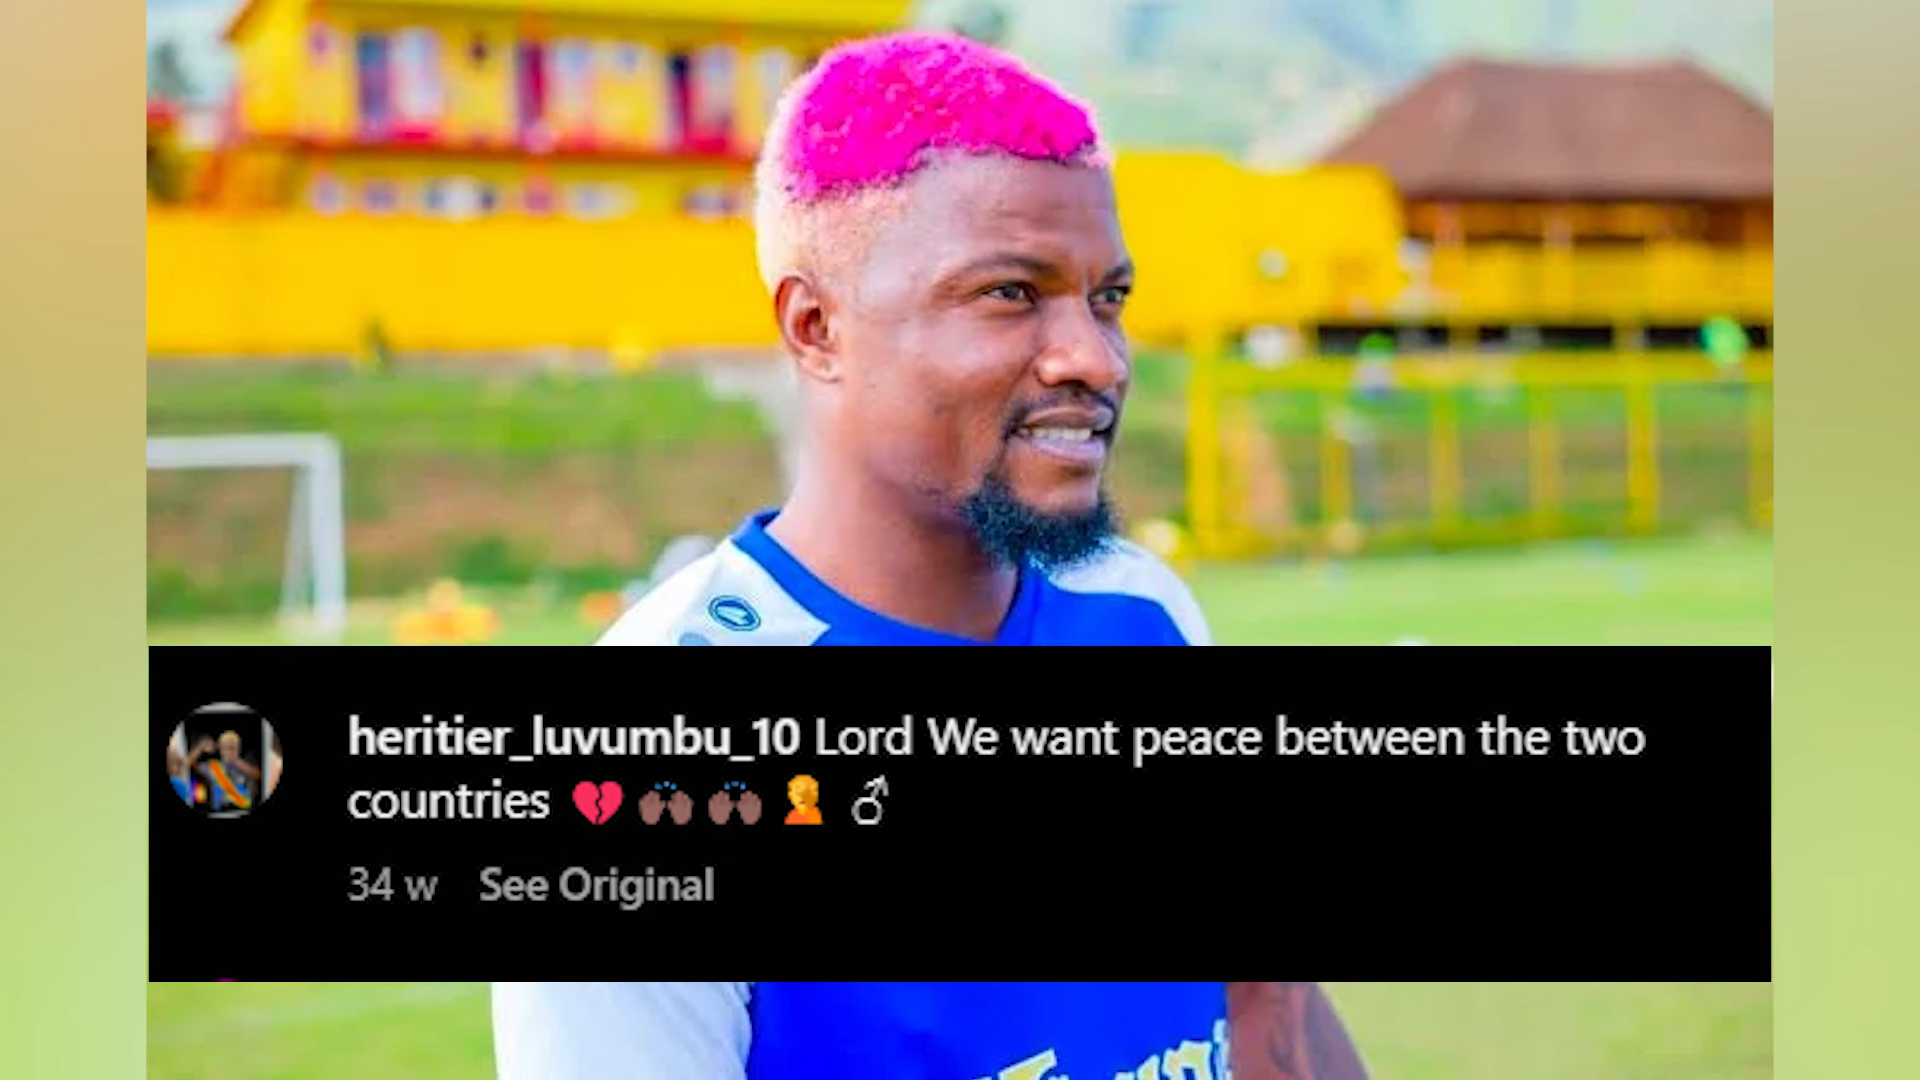 heritier_luvumbu_10 Lord We want peace between the two
countries 💔 🙌🏾 🙌🏾 🤦 ♂
34 w See Original